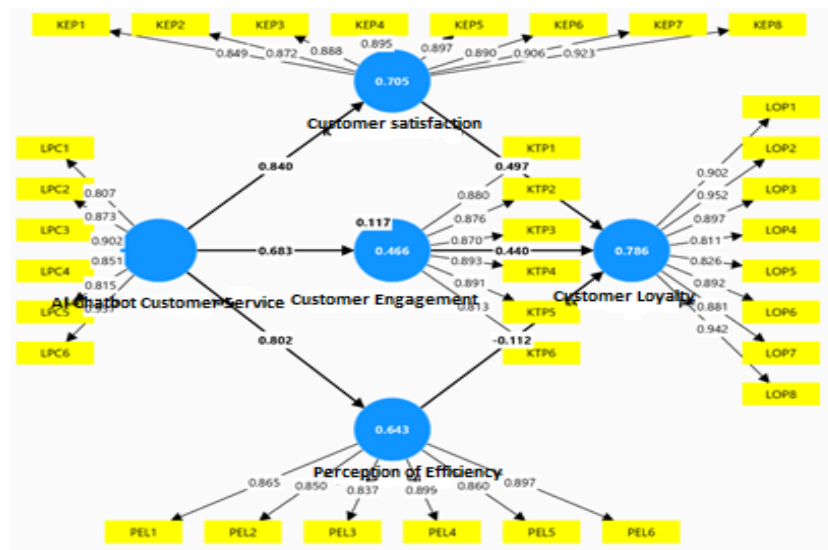 KEP1 KEP2 KEP3 KEP4 KEP5 KEP6 KEP7 KEP8
0.849 0.872 0.888 0.895 0.897 0.890 0.906 0.923
0.705
Customer satisfaction
LOP1
LPC1 KTP1
0.840 0.497
LOP2
0.902
LPC2 KTP2 LOP3
0.807 0.880 0.952
0.873 0.876 0.897
LPC3 0.117 KTP3 LOP4
0.902 0.870 0.811
0.683 0.466 0.440 0.786
0.851 0.893 0.826
LPC4 KTP4 LOP5
0.815 0.891 0.892
AI Chatbot Customer Service Customer Engagement Customer Loyalty
LPC5 0.813 KTP5 0.881 LOP6
0.942
0.802 -0.112
LPC6 KTP6 LOP7
LOP8
0.643
Perception of Efficiency
0.865 0.850 0.837 0.899 0.860 0.897
PEL1 PEL2 PEL3 PEL4 PEL5 PEL6